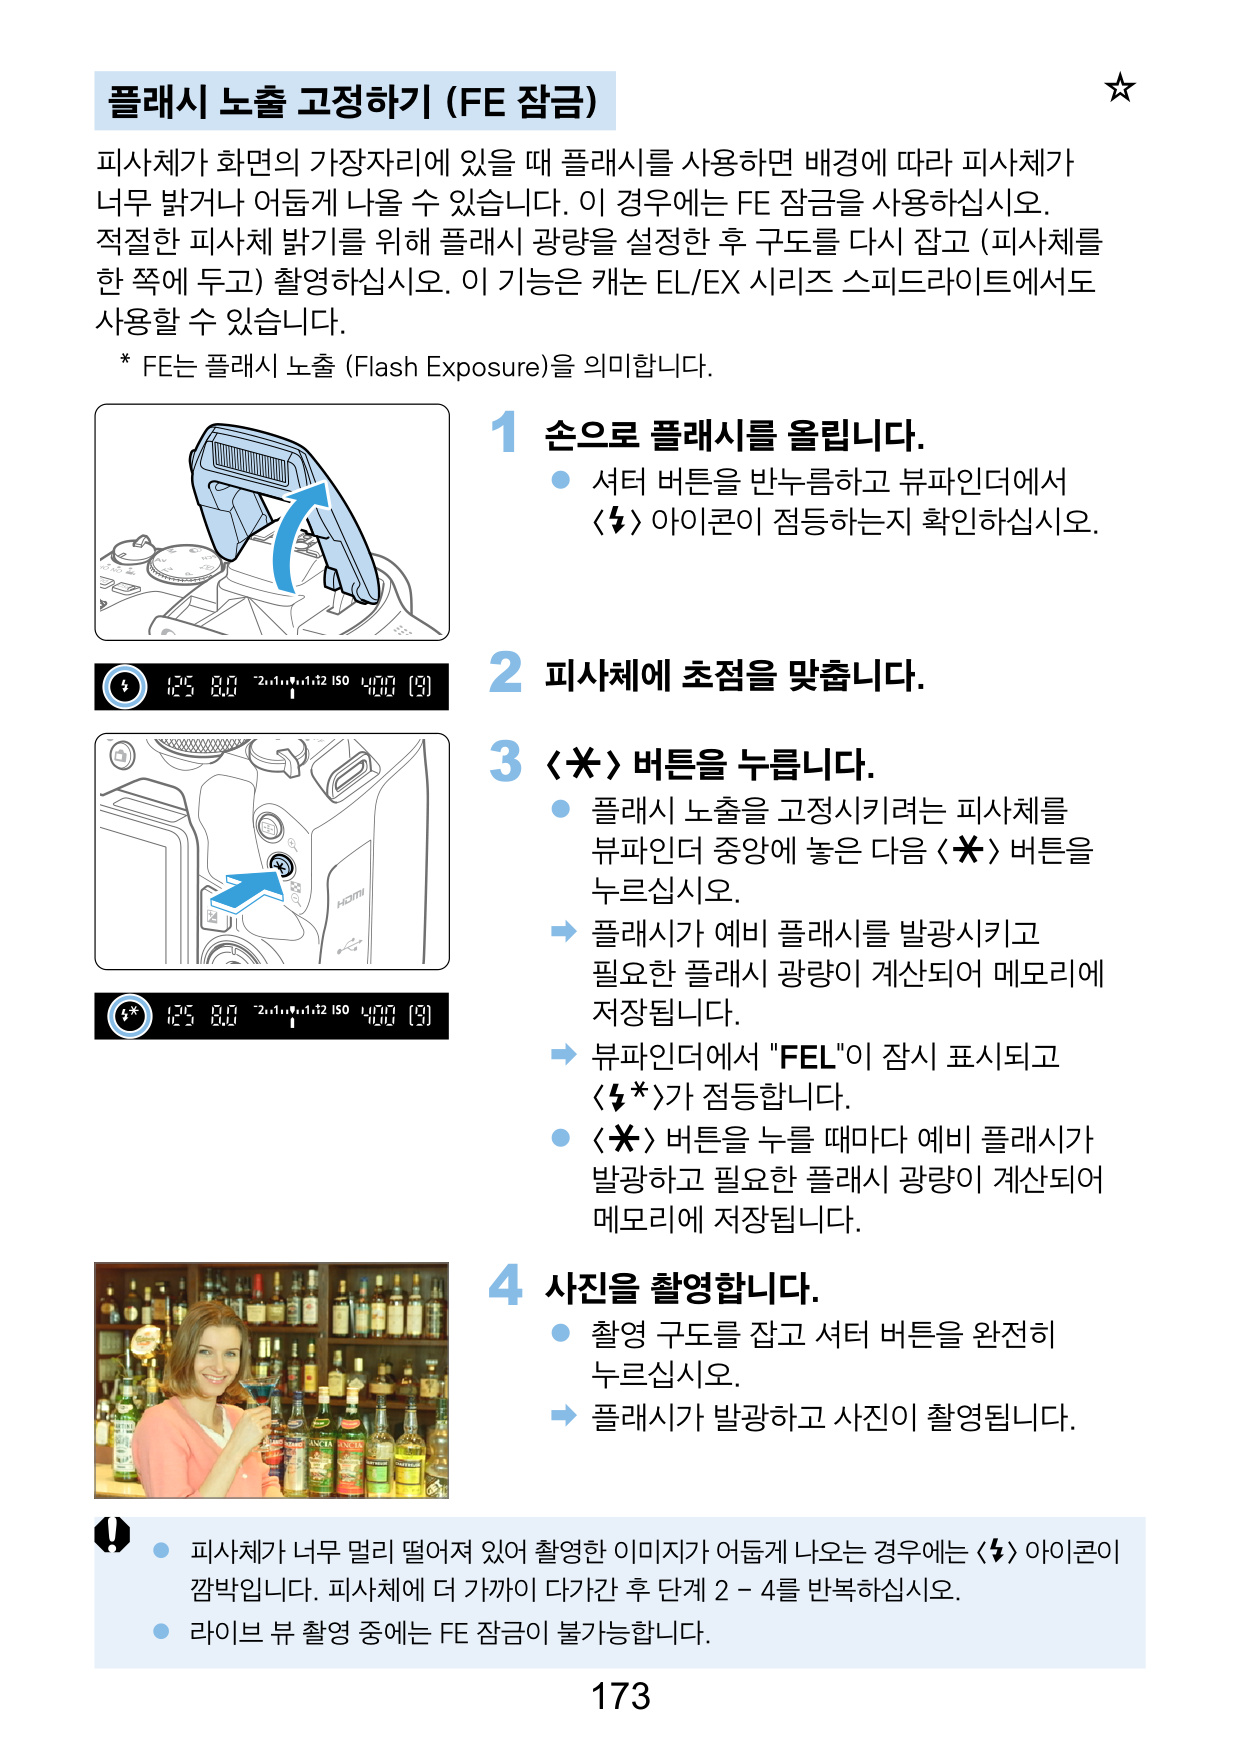 플래시 노출 고정하기 (FE 잠금) ☆
피사체가 화면의 가장자리에 있을 때 플래시를 사용하면 배경에 따라 피사체가
너무 밝거나 어둡게 나올 수 있습니다. 이 경우에는 FE 잠금을 사용하십시오.
적절한 피사체 밝기를 위해 플래시 광량을 설정한 후 구도를 다시 잡고 (피사체를
한 쪽에 두고) 촬영하십시오. 이 기능은 캐논 EL/EX 시리즈 스피드라이트에서도
사용할 수 있습니다.
* FE는 플래시 노출 (Flash Exposure)을 의미합니다.
1 손으로 플래시를 올립니다.
● 셔터 버튼을 반누름하고 뷰파인더에서
〈⚡〉 아이콘이 점등하는지 확인하십시오.
⚡ 125 8.0 -2..1..▼..1..+2 ISO 400 [9]
2 피사체에 초점을 맞춥니다.
3 〈✱〉 버튼을 누릅니다.
● 플래시 노출을 고정시키려는 피사체를
뷰파인더 중앙에 놓은 다음 〈✱〉 버튼을
누르십시오.
➡ 플래시가 예비 플래시를 발광시키고
필요한 플래시 광량이 계산되어 메모리에
저장됩니다.
HDMI
⚡* 125 8.0 -2..1..▼..1..+2 ISO 400 [9]
➡ 뷰파인더에서 "FEL"이 잠시 표시되고
〈⚡*〉가 점등합니다.
● 〈✱〉 버튼을 누를 때마다 예비 플래시가
발광하고 필요한 플래시 광량이 계산되어
메모리에 저장됩니다.
4 사진을 촬영합니다.
● 촬영 구도를 잡고 셔터 버튼을 완전히
누르십시오.
➡ 플래시가 발광하고 사진이 촬영됩니다.
● 피사체가 너무 멀리 떨어져 있어 촬영한 이미지가 어둡게 나오는 경우에는 〈⚡〉 아이콘이
깜박입니다. 피사체에 더 가까이 다가간 후 단계 2 – 4를 반복하십시오.
● 라이브 뷰 촬영 중에는 FE 잠금이 불가능합니다.
173